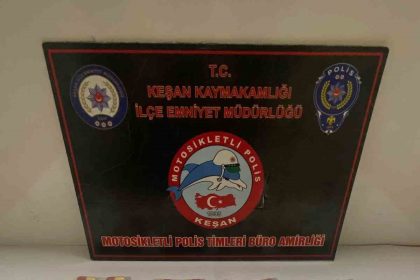 T.C.
KEŞAN KAYMAKAMLIĞI
İLÇE EMNİYET MÜDÜRLÜĞÜ
POLİS
MOTOSİKLETLİ POLİS
KEŞAN
MOTOSİKLETLİ POLİS TİMLERİ BÜRO AMİRLİĞİ